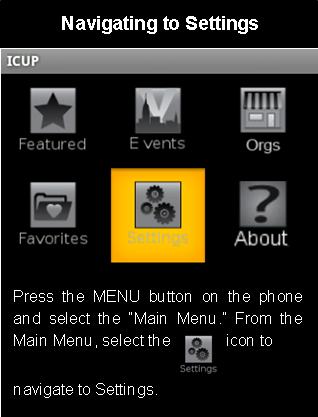 Navigating to Settings
ICUP
Featured Events Orgs
Favorites Settings About
Press the MENU button on the phone
and select the "Main Menu." From the
Main Menu, select the icon to
Settings
navigate to Settings.